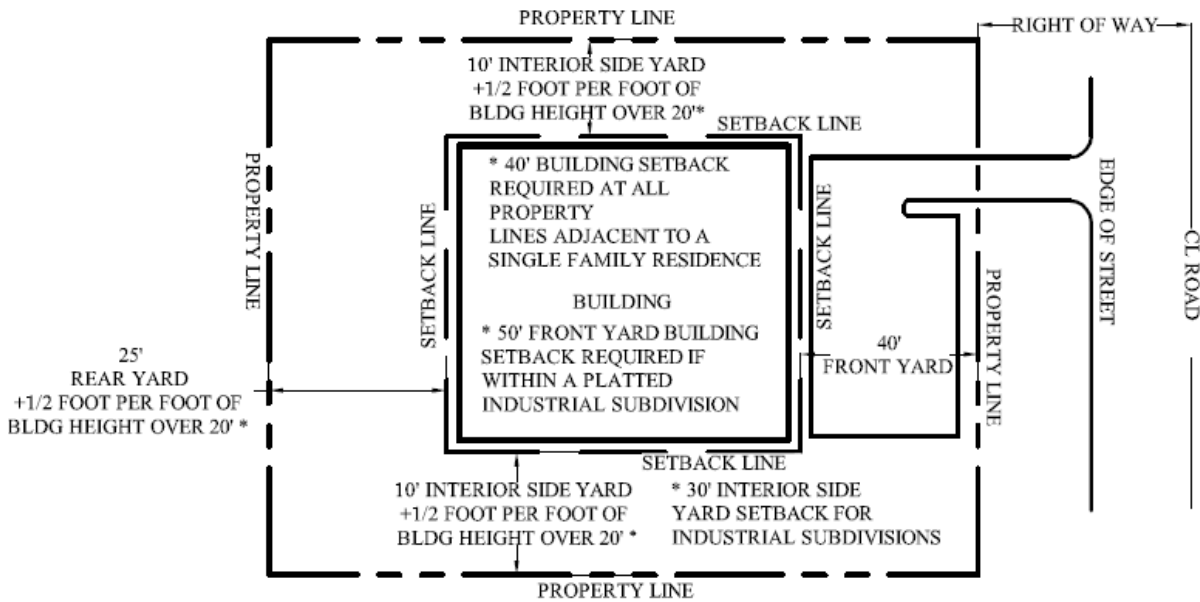 PROPERTY LINE
RIGHT OF WAY
10' INTERIOR SIDE YARD
+1/2 FOOT PER FOOT OF
BLDG HEIGHT OVER 20'*
SETBACK LINE
PROPERTY LINE
SETBACK LINE
* 40' BUILDING SETBACK
REQUIRED AT ALL
PROPERTY
LINES ADJACENT TO A
SINGLE FAMILY RESIDENCE
BUILDING
* 50' FRONT YARD BUILDING
SETBACK REQUIRED IF
WITHIN A PLATTED
INDUSTRIAL SUBDIVISION
SETBACK LINE
EDGE OF STREET
CL ROAD
PROPERTY LINE
40'
FRONT YARD
25'
REAR YARD
+1/2 FOOT PER FOOT OF
BLDG HEIGHT OVER 20' *
SETBACK LINE
10' INTERIOR SIDE YARD
+1/2 FOOT PER FOOT OF
BLDG HEIGHT OVER 20' *
* 30' INTERIOR SIDE
YARD SETBACK FOR
INDUSTRIAL SUBDIVISIONS
PROPERTY LINE